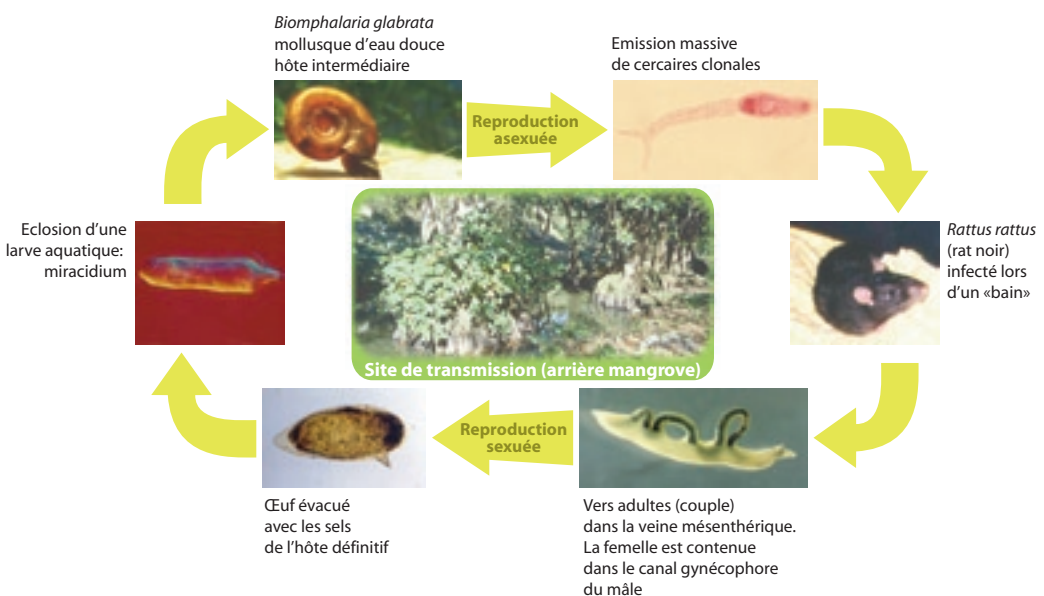 Biomphalaria glabrata
mollusque d'eau douce
hôte intermédiaire
Reproduction
asexuée
Emission massive
de cercaires clonales
Rattus rattus
(rat noir)
infecté lors
d'un «bain»
Vers adultes (couple)
dans la veine mésenthérique.
La femelle est contenue
dans le canal gynécophore
du mâle
Reproduction
sexuée
Œuf évacué
avec les sels
de l'hôte définitif
Eclosion d'une
larve aquatique:
miracidium
Site de transmission (arrière mangrove)